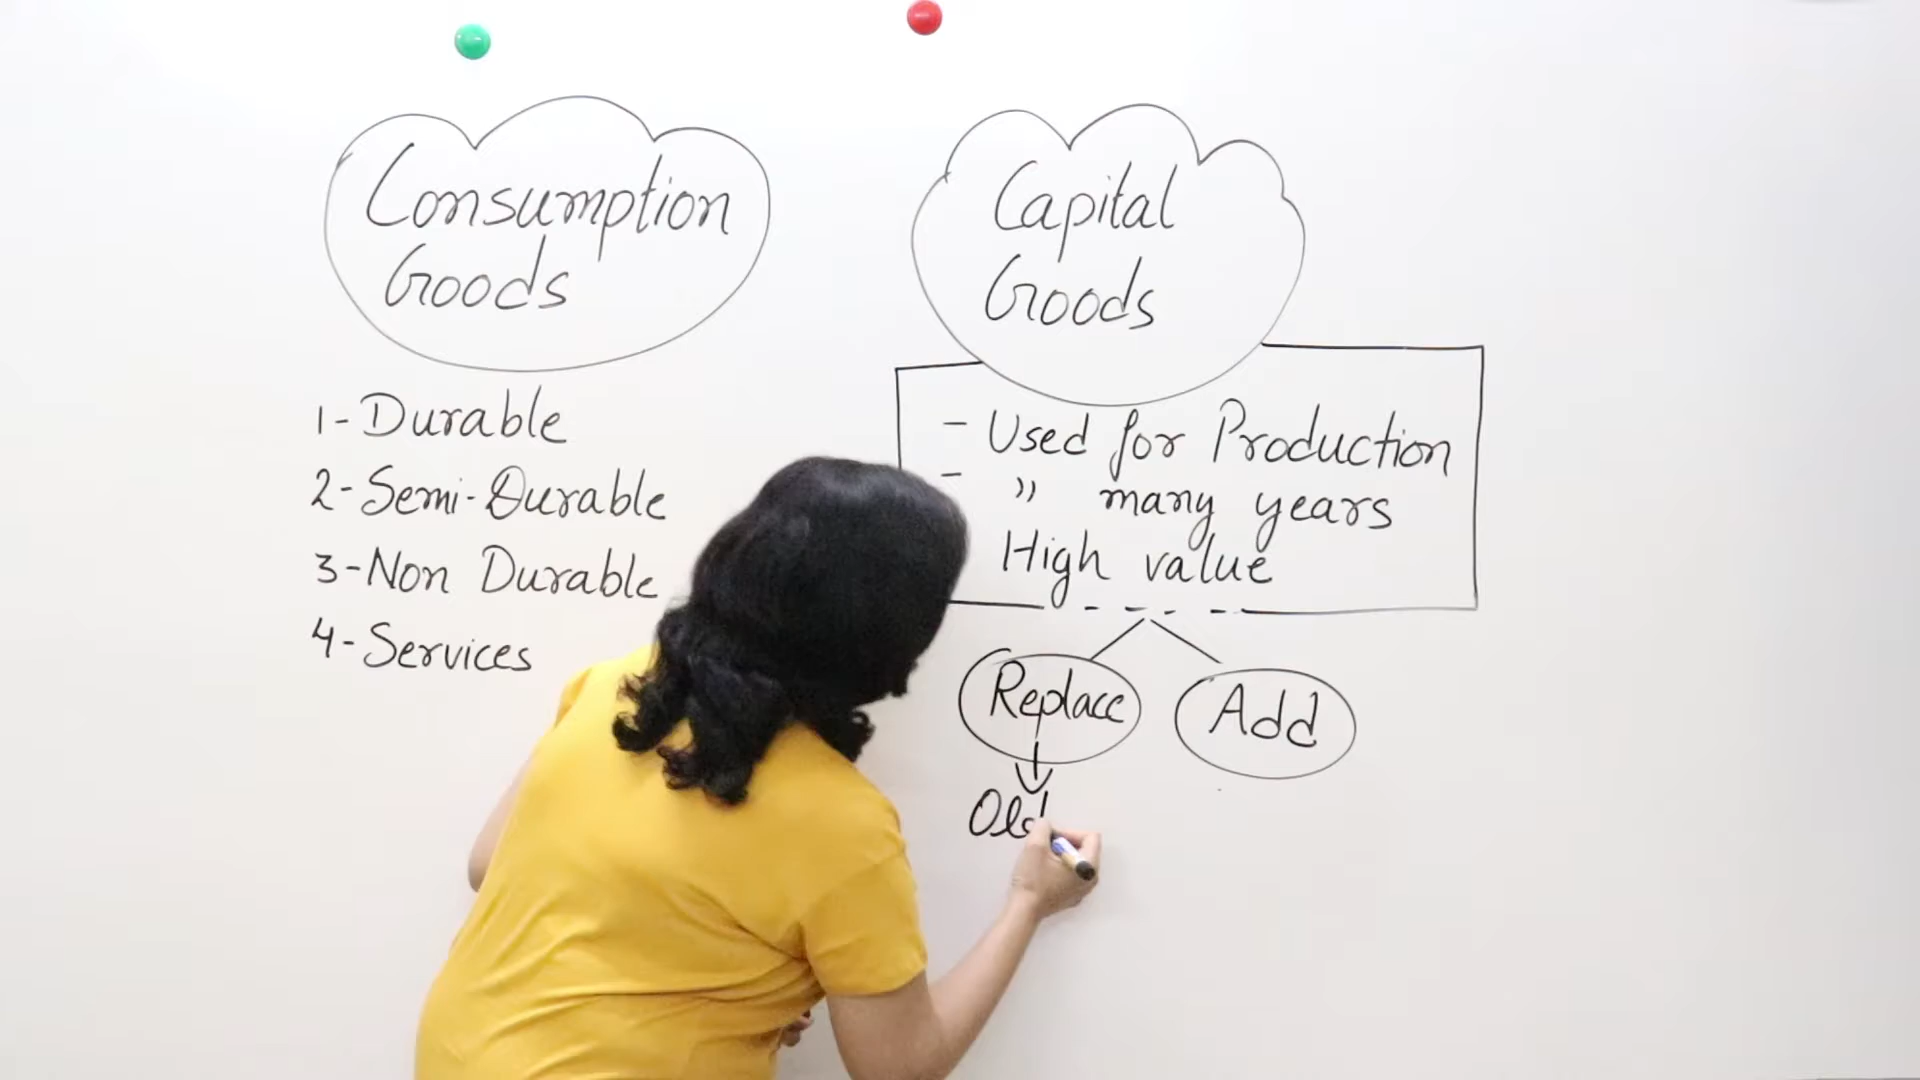 Consumption
Goods
1-Durable
2-Semi-Durable
3-Non Durable
4-Services
Capital
Goods
- Used for Production
- " many years
High value
Replace
Add
Old